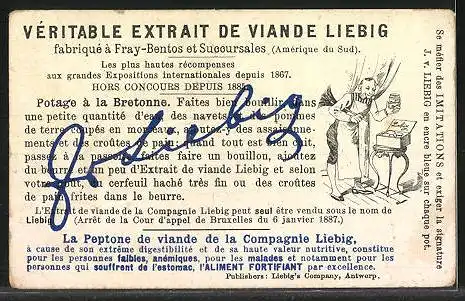 VÉRITABLE EXTRAIT DE VIANDE LIEBIG
fabriqué à Fray-Bentos et Succursales (Amérique du Sud).
Les plus hautes récompenses
aux grandes Expositions internationales depuis 1867.
HORS CONCOURS DEPUIS 1885
Potage à la Bretonne. Faites bien bouillir dans
une petite quantité d'eau des navets et des pommes
de terre coupés en morceaux, ajoutez-y des assaisonne-
ments et des croûtes de pain; quand tout est bien cuit,
passez à la passoire, faites faire un bouillon, ajoutez
du beurre et un peu d'Extrait de Viande Liebig et selon
votre goût, un cerfeuil haché très fin ou des croûtes
de pain frites dans le beurre.
L'Extrait de viande de la Compagnie Liebig peut seul être vendu sous le nom de
Liebig. (Arrêt de la Cour d'appel de Bruxelles du 6 janvier 1887.)
La Peptone de viande de la Compagnie Liebig,
à cause de son extrême digestibilité et de sa haute valeur nutritive, constitue
pour les personnes faibles, anémiques, pour les malades et notamment pour les
personnes qui souffrent de l'estomac, l'ALIMENT FORTIFIANT par excellence.
Publishers: Liebig's Company, Antwerp.
J. v. Liebig
Se méfier des IMITATIONS et exiger la signature
J. v. LIEBIG en encre bleue sur chaque pot.